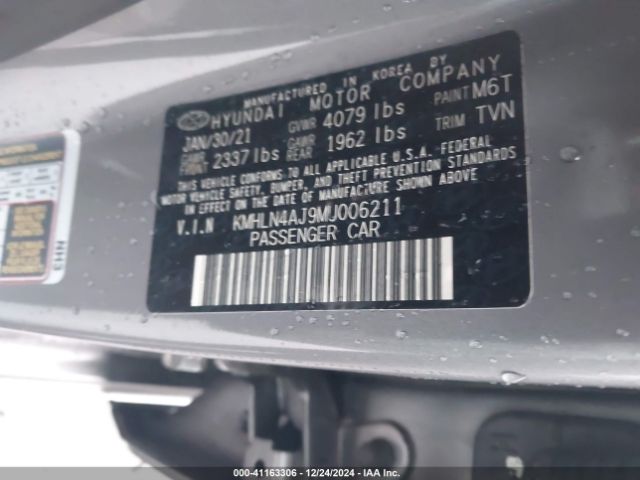 MANUFACTURED IN KOREA BY
HYUNDAI MOTOR COMPANY
JAN/30/21 GVWR 4079 lbs PAINT M6T
GAWR FRONT 2337 lbs GAWR REAR 1962 lbs TRIM TVN
THIS VEHICLE CONFORMS TO ALL APPLICABLE U.S.A. FEDERAL
MOTOR VEHICLE SAFETY, BUMPER, AND THEFT PREVENTION STANDARDS
IN EFFECT ON THE DATE OF MANUFACTURE SHOWN ABOVE
V.I.N KMHLN4AJ9MU006211
PASSENGER CAR
EHN
000-41163306 - 12/24/2024 - IAA Inc.